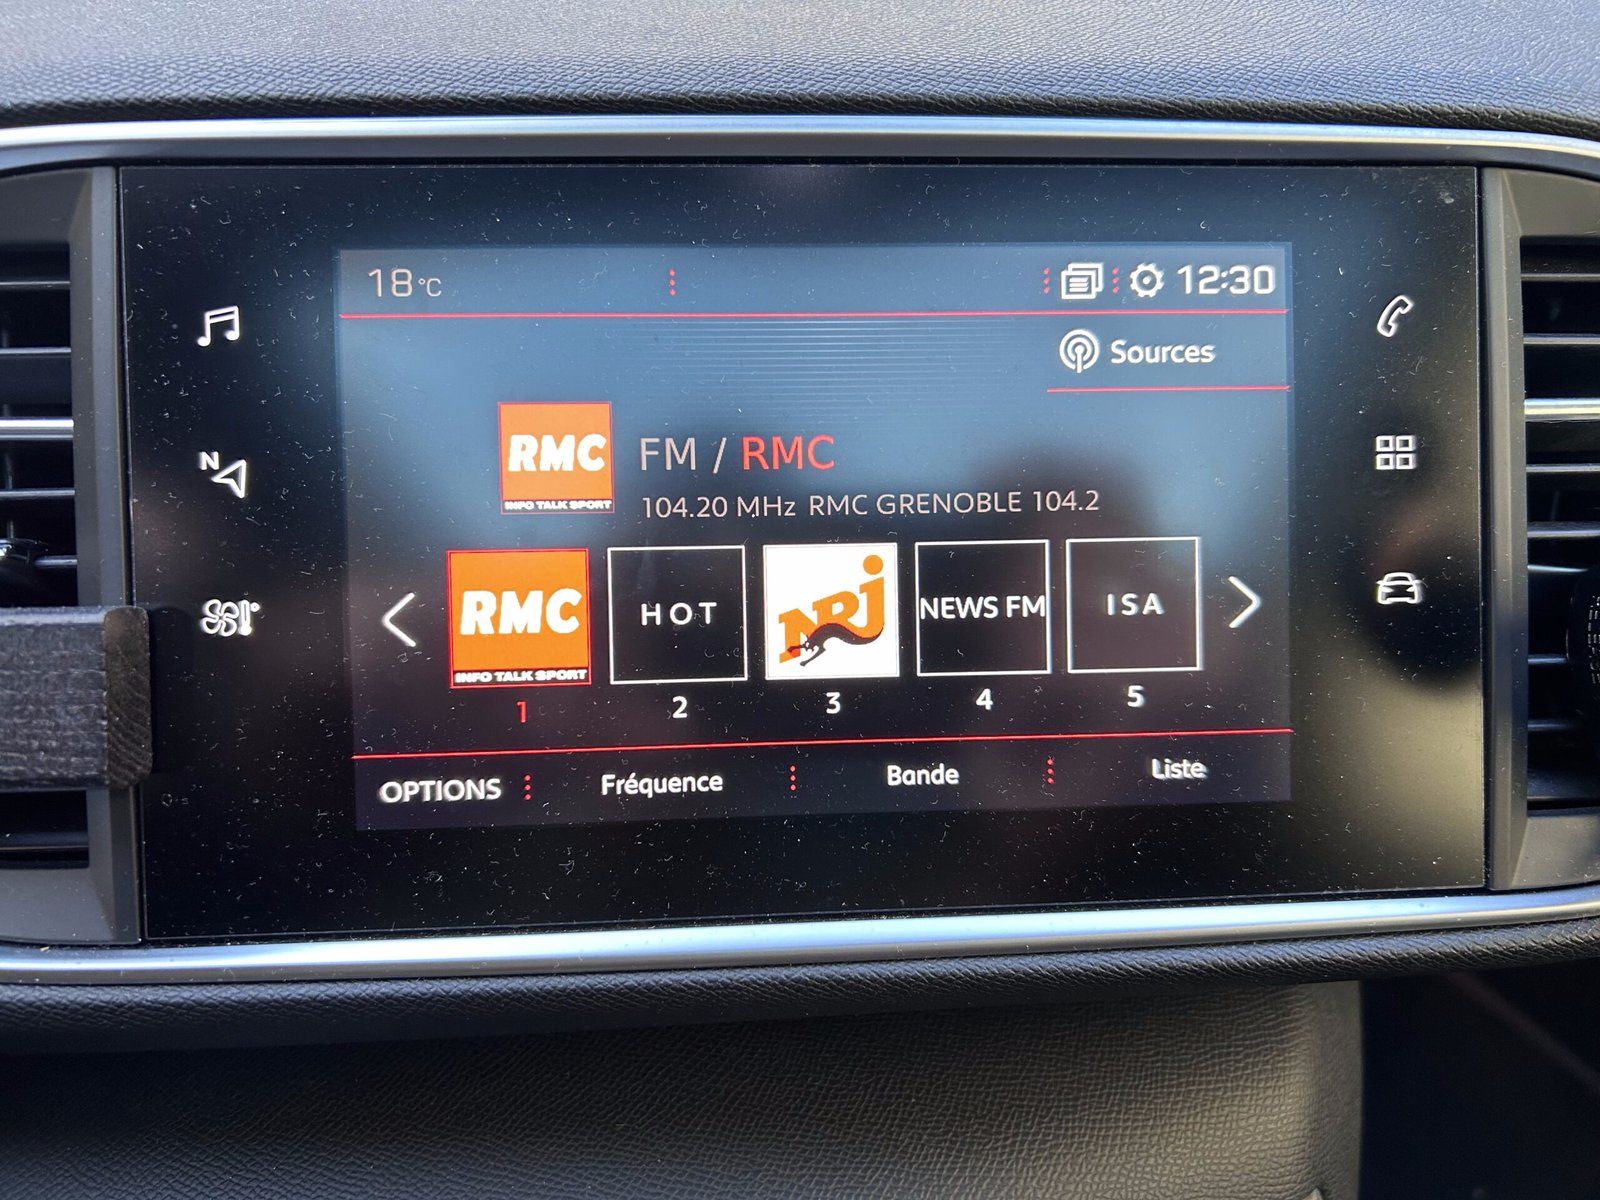 18°C
12:30
Sources
RMC
INFO TALK SPORT
FM / RMC
104.20 MHz RMC GRENOBLE 104.2
N
RMC
INFO TALK SPORT
HOT
NRJ
NEWS FM
ISA
1
2
3
4
5
OPTIONS
Fréquence
Bande
Liste